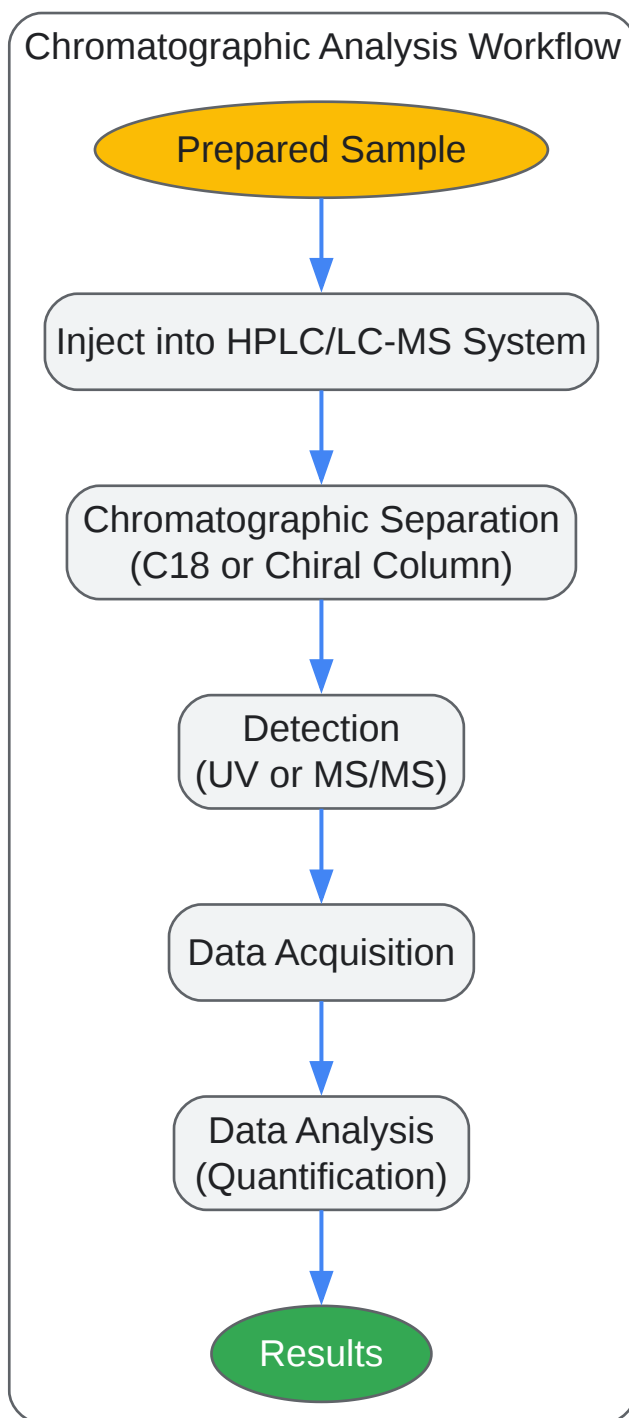 Chromatographic Analysis Workflow
Prepared Sample
Inject into HPLC/LC-MS System
Chromatographic Separation
(C18 or Chiral Column)
Detection
(UV or MS/MS)
Data Acquisition
Data Analysis
(Quantification)
Results